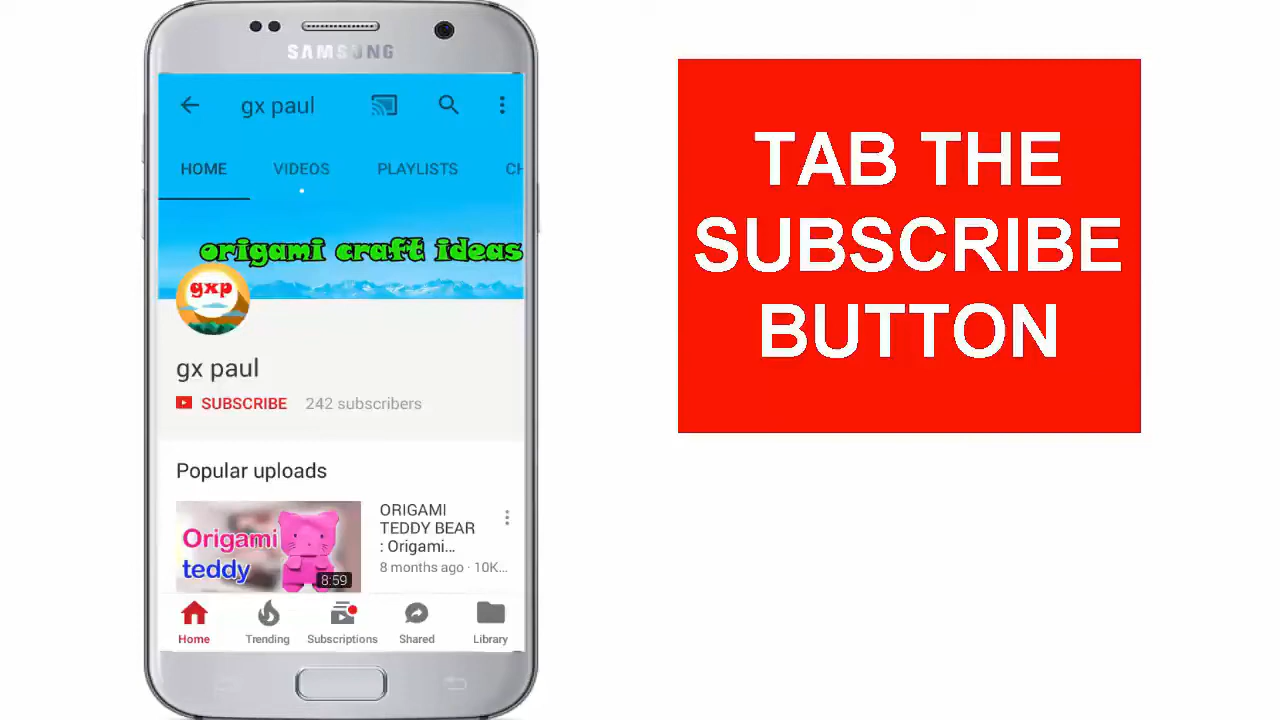 SAMSUNG
gx paul
HOME VIDEOS PLAYLISTS CH
origami craft ideas
gxp
gx paul
SUBSCRIBE 242 subscribers
Popular uploads
Origami
teddy
8:59
ORIGAMI
TEDDY BEAR
: Origami...
8 months ago · 10K...
Home Trending Subscriptions Shared Library
TAB THE
SUBSCRIBE
BUTTON